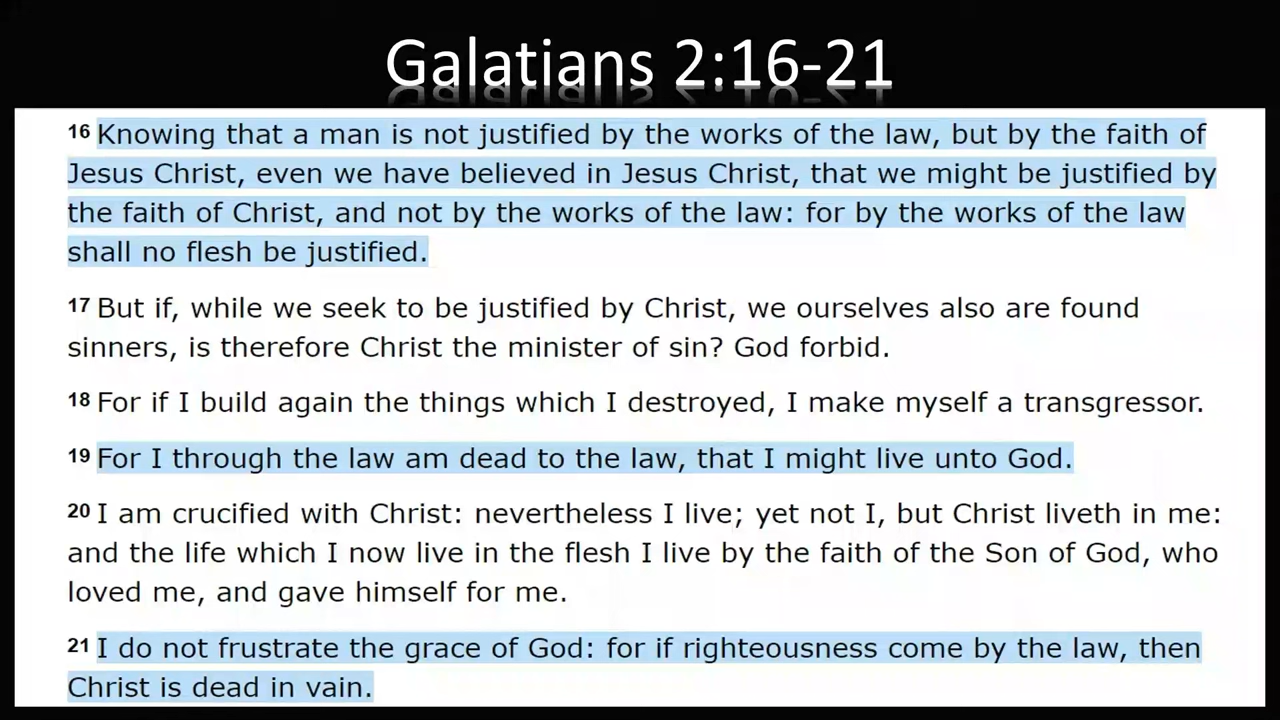 Galatians 2:16-21
16 Knowing that a man is not justified by the works of the law, but by the faith of
Jesus Christ, even we have believed in Jesus Christ, that we might be justified by
the faith of Christ, and not by the works of the law: for by the works of the law
shall no flesh be justified.
17 But if, while we seek to be justified by Christ, we ourselves also are found
sinners, is therefore Christ the minister of sin? God forbid.
18 For if I build again the things which I destroyed, I make myself a transgressor.
19 For I through the law am dead to the law, that I might live unto God.
20 I am crucified with Christ: nevertheless I live; yet not I, but Christ liveth in me:
and the life which I now live in the flesh I live by the faith of the Son of God, who
loved me, and gave himself for me.
21 I do not frustrate the grace of God: for if righteousness come by the law, then
Christ is dead in vain.